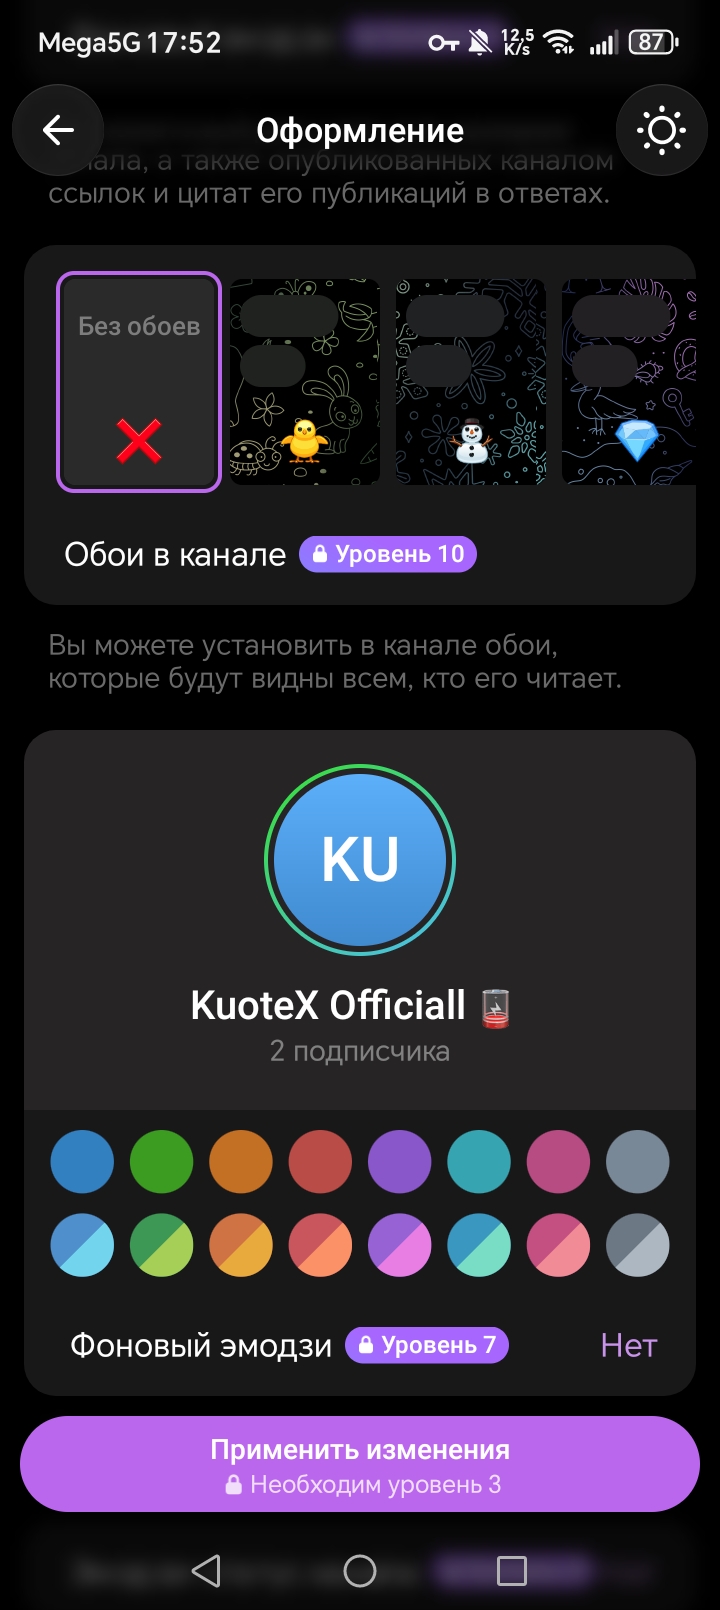 Mega5G 17:52
12,5
K/s
87
Оформление
а также опубликованных каналом
ссылок и цитат его публикаций в ответах.
Без обоев
Обои в канале
Уровень 10
Вы можете установить в канале обои,
которые будут видны всем, кто его читает.
KU
KuoteX Officiall
2 подписчика
Фоновый эмодзи
Уровень 7
Нет
Применить изменения
Необходим уровень 3